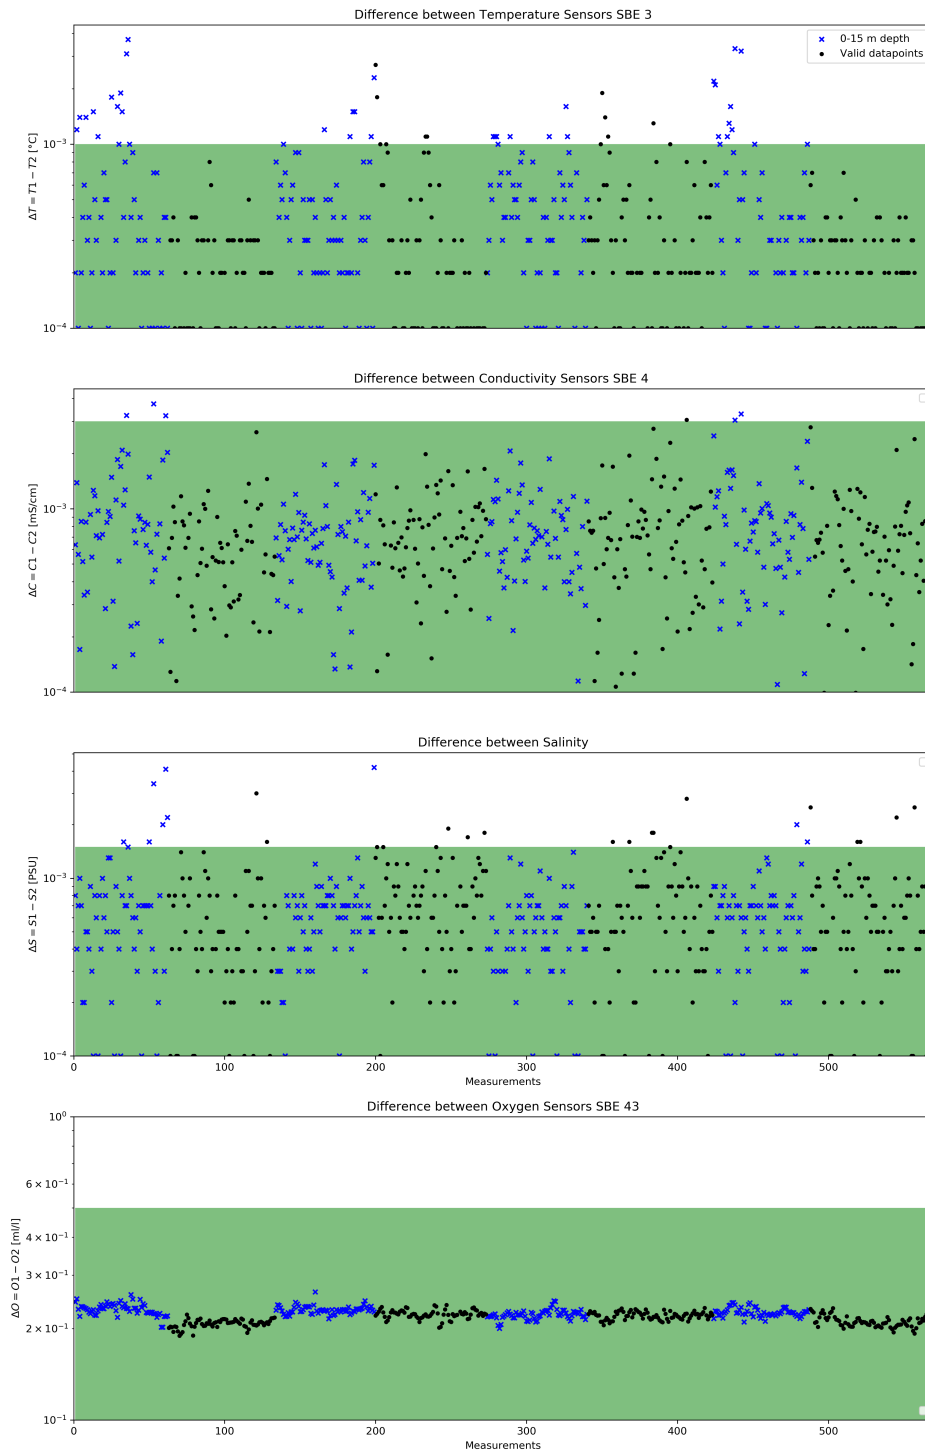 Difference between Temperature Sensors SBE 3
0-15 m depth
Valid datapoints
ΔT = T1 − T2 [°C]
10⁻³
10⁻⁴
Difference between Conductivity Sensors SBE 4
ΔC = C1 − C2 [mS/cm]
10⁻³
10⁻⁴
Difference between Salinity
ΔS = S1 − S2 [PSU]
10⁻³
10⁻⁴
0 100 200 300 400 500
Measurements
Difference between Oxygen Sensors SBE 43
ΔO = O1 − O2 [ml/l]
10⁰
6 × 10⁻¹
4 × 10⁻¹
3 × 10⁻¹
2 × 10⁻¹
10⁻¹
0 100 200 300 400 500
Measurements